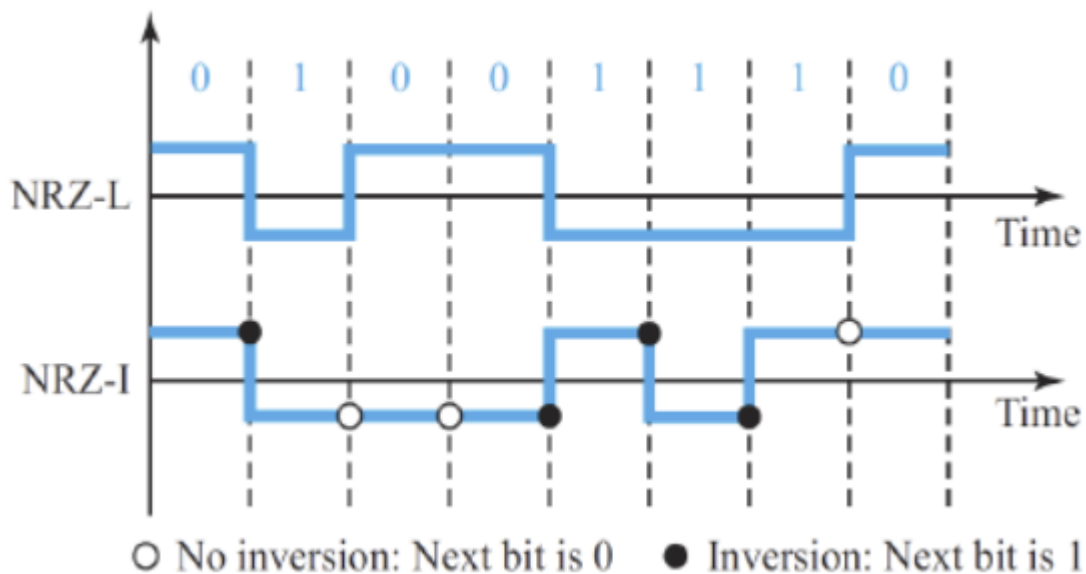 0 1 0 0 1 1 1 0
NRZ-L
Time
NRZ-I
Time
No inversion: Next bit is 0
Inversion: Next bit is 1